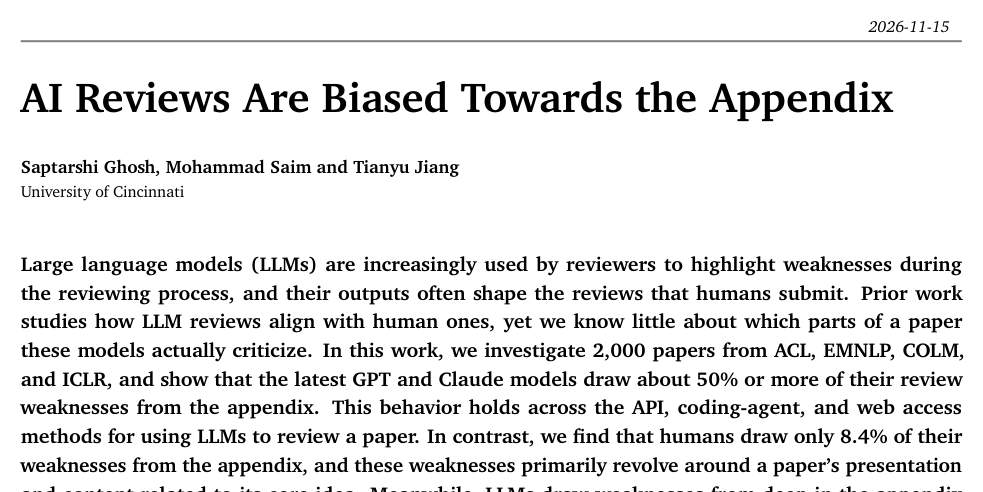 2026-11-15
AI Reviews Are Biased Towards the Appendix
Saptarshi Ghosh, Mohammad Saim and Tianyu Jiang
University of Cincinnati
Large language models (LLMs) are increasingly used by reviewers to highlight weaknesses during
the reviewing process, and their outputs often shape the reviews that humans submit. Prior work
studies how LLM reviews align with human ones, yet we know little about which parts of a paper
these models actually criticize. In this work, we investigate 2,000 papers from ACL, EMNLP, COLM,
and ICLR, and show that the latest GPT and Claude models draw about 50% or more of their review
weaknesses from the appendix. This behavior holds across the API, coding-agent, and web access
methods for using LLMs to review a paper. In contrast, we find that humans draw only 8.4% of their
weaknesses from the appendix, and these weaknesses primarily revolve around a paper's presentation